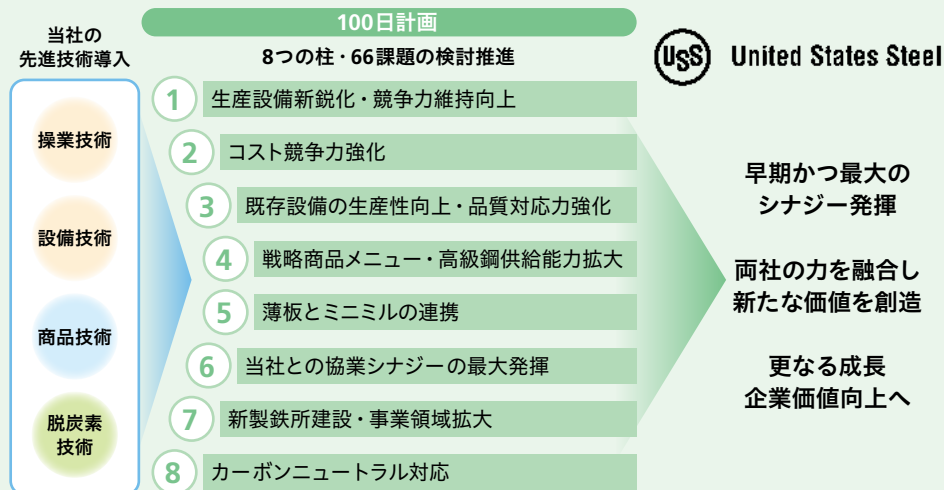 当社の
先進技術導入
操業技術
設備技術
商品技術
脱炭素
技術
100日計画
8つの柱・66課題の検討推進
1 生産設備新鋭化・競争力維持向上
2 コスト競争力強化
3 既存設備の生産性向上・品質対応力強化
4 戦略商品メニュー・高級鋼供給能力拡大
5 薄板とミニミルの連携
6 当社との協業シナジーの最大発揮
7 新製鉄所建設・事業領域拡大
8 カーボンニュートラル対応
USS United States Steel
早期かつ最大の
シナジー発揮
両社の力を融合し
新たな価値を創造
更なる成長
企業価値向上へ